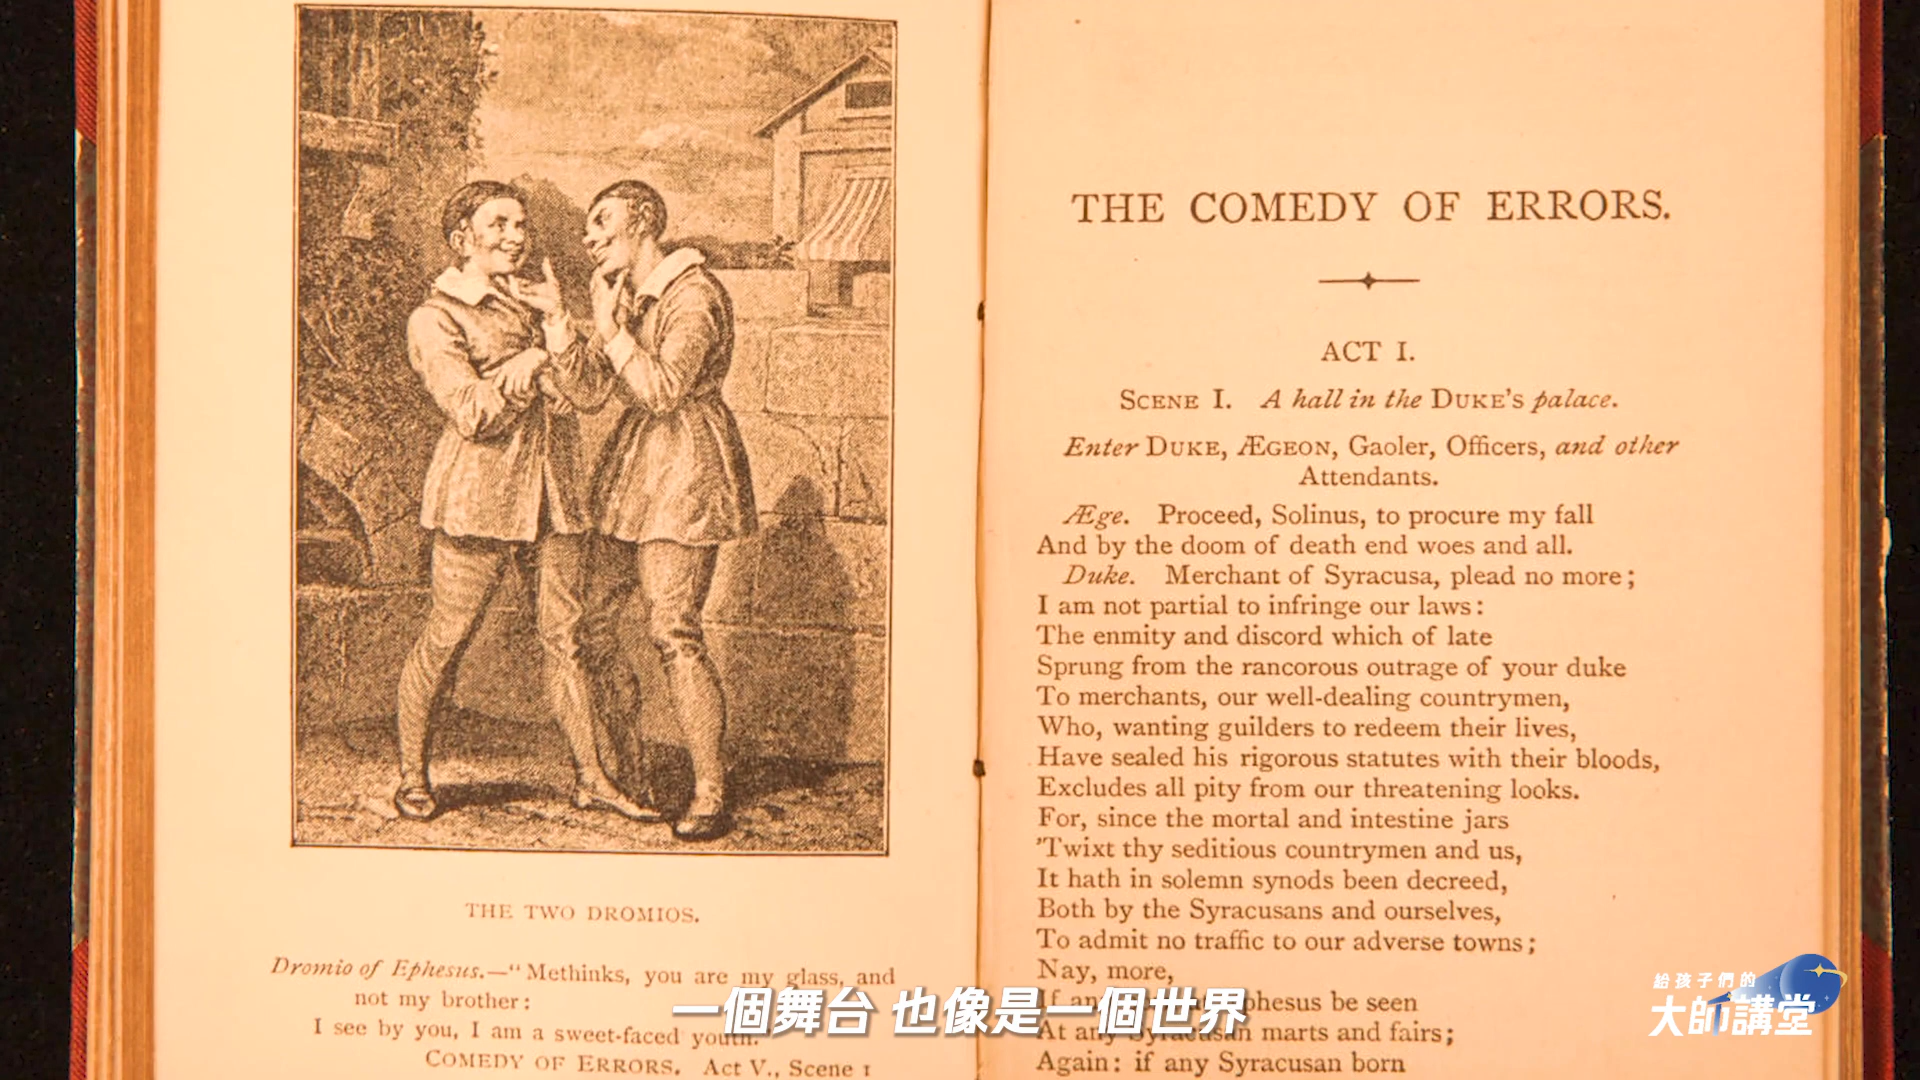 THE TWO DROMIOS.
Dromio of Ephesus.—“Methinks, you are my glass, and
not my brother:
I see by you, I am a sweet-faced youth.
COMEDY OF ERRORS. Act V., Scene 1
THE COMEDY OF ERRORS.
ACT I.
SCENE I. A hall in the DUKE'S palace.
Enter DUKE, ÆGEON, Gaoler, Officers, and other
Attendants.
Æge. Proceed, Solinus, to procure my fall
And by the doom of death end woes and all.
Duke. Merchant of Syracusa, plead no more;
I am not partial to infringe our laws:
The enmity and discord which of late
Sprung from the rancorous outrage of your duke
To merchants, our well-dealing countrymen,
Who, wanting guilders to redeem their lives,
Have sealed his rigorous statutes with their bloods,
Excludes all pity from our threatening looks.
For, since the mortal and intestine jars
'Twixt thy seditious countrymen and us,
It hath in solemn synods been decreed,
Both by the Syracusans and ourselves,
To admit no traffic to our adverse towns;
Nay, more,
If an phesus be seen
At any Syracusan marts and fairs;
Again: if any Syracusan born
一個舞台 也像是一個世界
給孩子們的
大師講堂